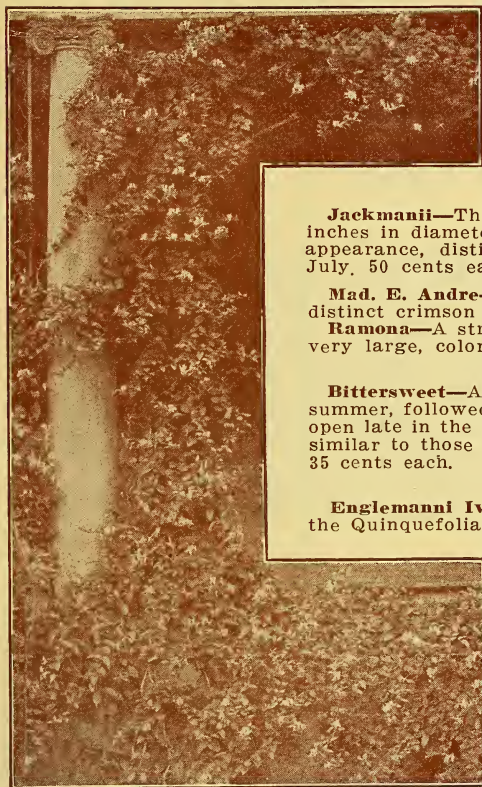 Jackmanii—Th
inches in diamete
appearance, disti
July. 50 cents ea
Mad. E. Andre-
distinct crimson
Ramona—A str
very large, color
Bittersweet—A
summer, followe
open late in the
similar to those
35 cents each.
Englemanni Iv
the Quinquefolia